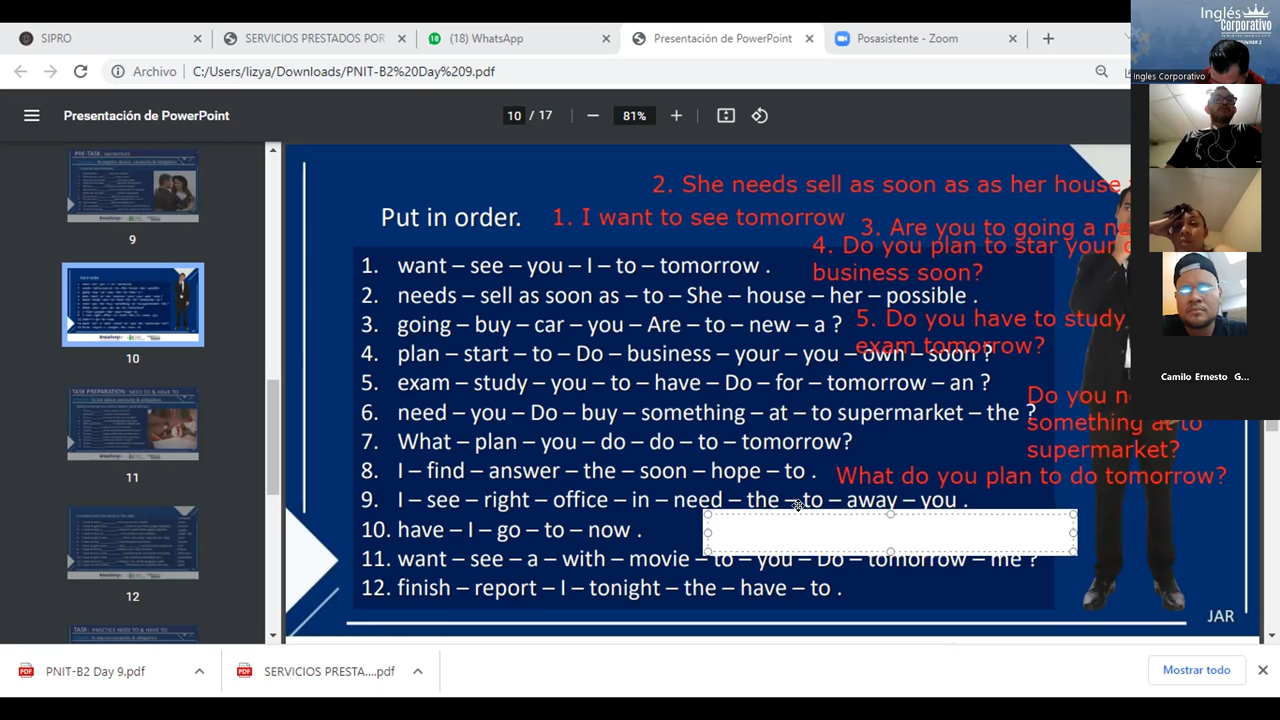 SIPRO
SERVICIOS PRESTADOS POR
(18) WhatsApp
Presentación de PowerPoint
Posasistente - Zoom
Archivo C:/Users/lizya/Downloads/PNIT-B2%20Day%209.pdf
Presentación de PowerPoint
10 / 17
81%
9
10
11
12
Put in order.
1. I want to see tomorrow
2. She needs sell as soon as as her house
3. Are you to going a
4. Do you plan to star your
business soon?
5. Do you have to study
exam tomorrow?
Do you
something at to
supermarket?
What do you plan to do tomorrow?
1. want – see – you – I – to – tomorrow .
2. needs – sell as soon as – to – She – house – her – possible .
3. going – buy – car – you – Are – to – new – a ?
4. plan – start – to – Do – business – your – you – own – soon ?
5. exam – study – you – to – have – Do – for – tomorrow – an ?
6. need – you – Do – buy – something – at – to supermarket – the ?
7. What – plan – you – do – do – to – tomorrow?
8. I – find – answer – the – soon – hope – to .
9. I – see – right – office – in – need – the – to – away – you .
10. have – I – go – to – now .
11. want – see – a – with – movie – to – you – Do – tomorrow – me ?
12. finish – report – I – tonight – the – have – to .
JAR
Inglés
Corporativo
Ingles Corporativo
Camilo Ernesto G...
PNIT-B2 Day 9.pdf
SERVICIOS PRESTA....pdf
Mostrar todo